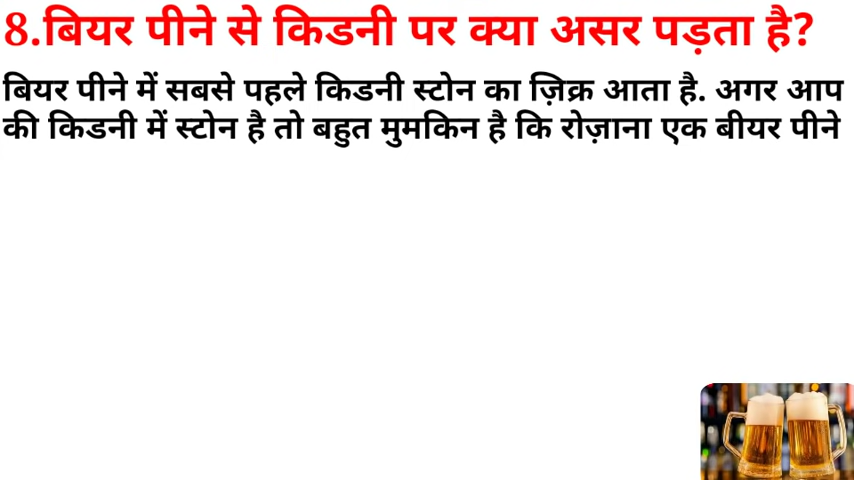 8.बियर पीने से किडनी पर क्या असर पड़ता है?
बियर पीने में सबसे पहले किडनी स्टोन का ज़िक्र आता है. अगर आप
की किडनी में स्टोन है तो बहुत मुमकिन है कि रोज़ाना एक बीयर पीने